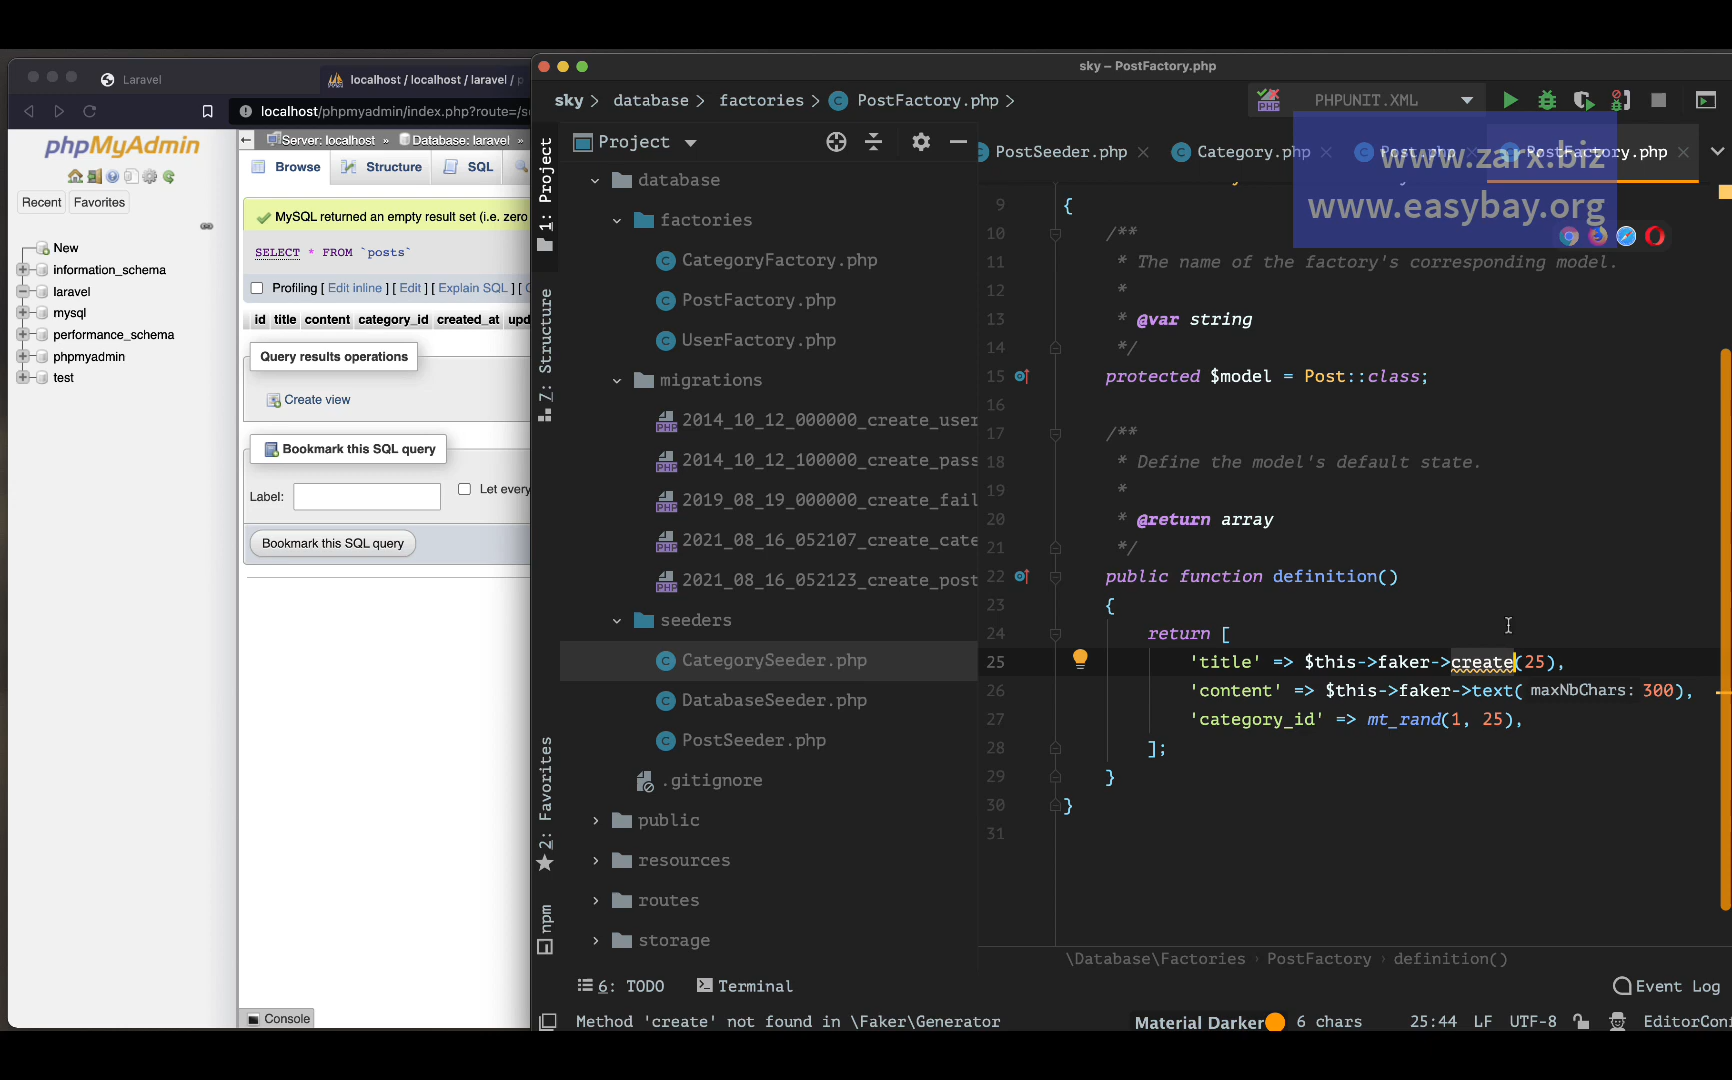 Laravel
localhost / localhost / laravel / p
localhost/phpmyadmin/index.php?route=/s
phpMyAdmin
Recent
Favorites
New
information_schema
laravel
mysql
performance_schema
phpmyadmin
test
Server: localhost » Database: laravel »
Browse
Structure
SQL
MySQL returned an empty result set (i.e. zero
SELECT * FROM `posts`
Profiling [ Edit inline ] [ Edit ] [ Explain SQL ] [
id title content category_id created_at upd
Query results operations
Create view
Bookmark this SQL query
Label:
Let every
Bookmark this SQL query
Console
sky – PostFactory.php
sky > database > factories > PostFactory.php >
PHPUNIT.XML
1: Project
7: Structure
2: Favorites
npm
Project
database
factories
CategoryFactory.php
PostFactory.php
UserFactory.php
migrations
2014_10_12_000000_create_user
2014_10_12_100000_create_pass
2019_08_19_000000_create_fail
2021_08_16_052107_create_cate
2021_08_16_052123_create_post
seeders
CategorySeeder.php
DatabaseSeeder.php
PostSeeder.php
.gitignore
public
resources
routes
storage
PostSeeder.php
Category.php
Post.php
PostFactory.php
www.zarx.biz
www.easybay.org
9 {
10 /**
11 * The name of the factory's corresponding model.
12 *
13 * @var string
14 */
15 protected $model = Post::class;
16
17 /**
18 * Define the model's default state.
19 *
20 * @return array
21 */
22 public function definition()
23 {
24 return [
25 'title' => $this->faker->create(25),
26 'content' => $this->faker->text( maxNbChars: 300),
27 'category_id' => mt_rand(1, 25),
28 ];
29 }
30 }
31
\Database\Factories › PostFactory › definition()
6: TODO
Terminal
Event Log
Method 'create' not found in \Faker\Generator
Material Darker
6 chars
25:44
LF
UTF-8
EditorConf